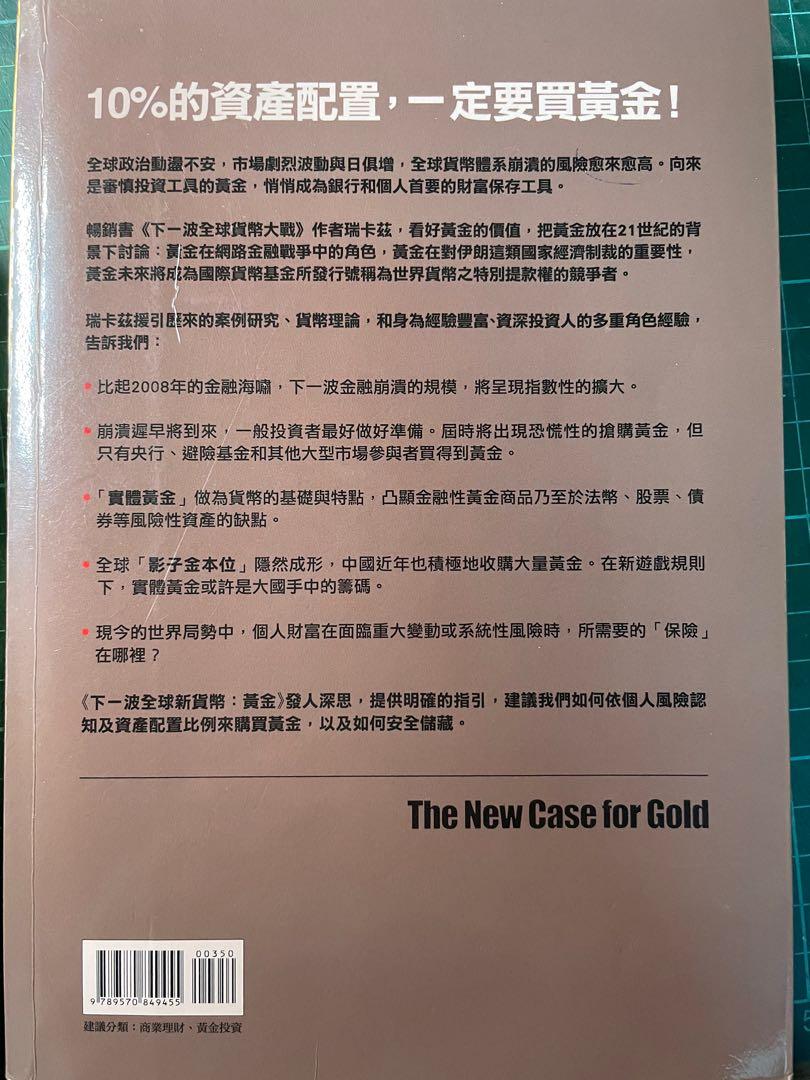 10%的資產配置，一定要買黃金！
全球政治動盪不安，市場劇烈波動與日俱增，全球貨幣體系崩潰的風險愈來愈高。向來
是審慎投資工具的黃金，悄悄成為銀行和個人首要的財富保存工具。
暢銷書《下一波全球貨幣大戰》作者瑞卡茲，看好黃金的價值，把黃金放在21世紀的背
景下討論：黃金在網路金融戰爭中的角色，黃金在對伊朗這類國家經濟制裁的重要性，
黃金未來將成為國際貨幣基金所發行號稱為世界貨幣之特別提款權的競爭者。
瑞卡茲援引歷來的案例研究、貨幣理論，和身為經驗豐富、資深投資人的多重角色經驗，
告訴我們：
• 比起2008年的金融海嘯，下一波金融崩潰的規模，將呈現指數性的擴大。
• 崩潰遲早將到來，一般投資者最好做好準備。屆時將出現恐慌性的搶購黃金，但
只有央行、避險基金和其他大型市場參與者買得到黃金。
• 「實體黃金」做為貨幣的基礎與特點，凸顯金融性黃金商品乃至於法幣、股票、債
券等風險性資產的缺點。
• 全球「影子金本位」隱然成形，中國近年也積極地收購大量黃金。在新遊戲規則
下，實體黃金或許是大國手中的籌碼。
• 現今的世界局勢中，個人財富在面臨重大變動或系統性風險時，所需要的「保險」
在哪裡？
《下一波全球新貨幣：黃金》發人深思，提供明確的指引，建議我們如何依個人風險認
知及資產配置比例來購買黃金，以及如何安全儲藏。
The New Case for Gold
00350
9 789570 849455
建議分類：商業理財、黃金投資
5